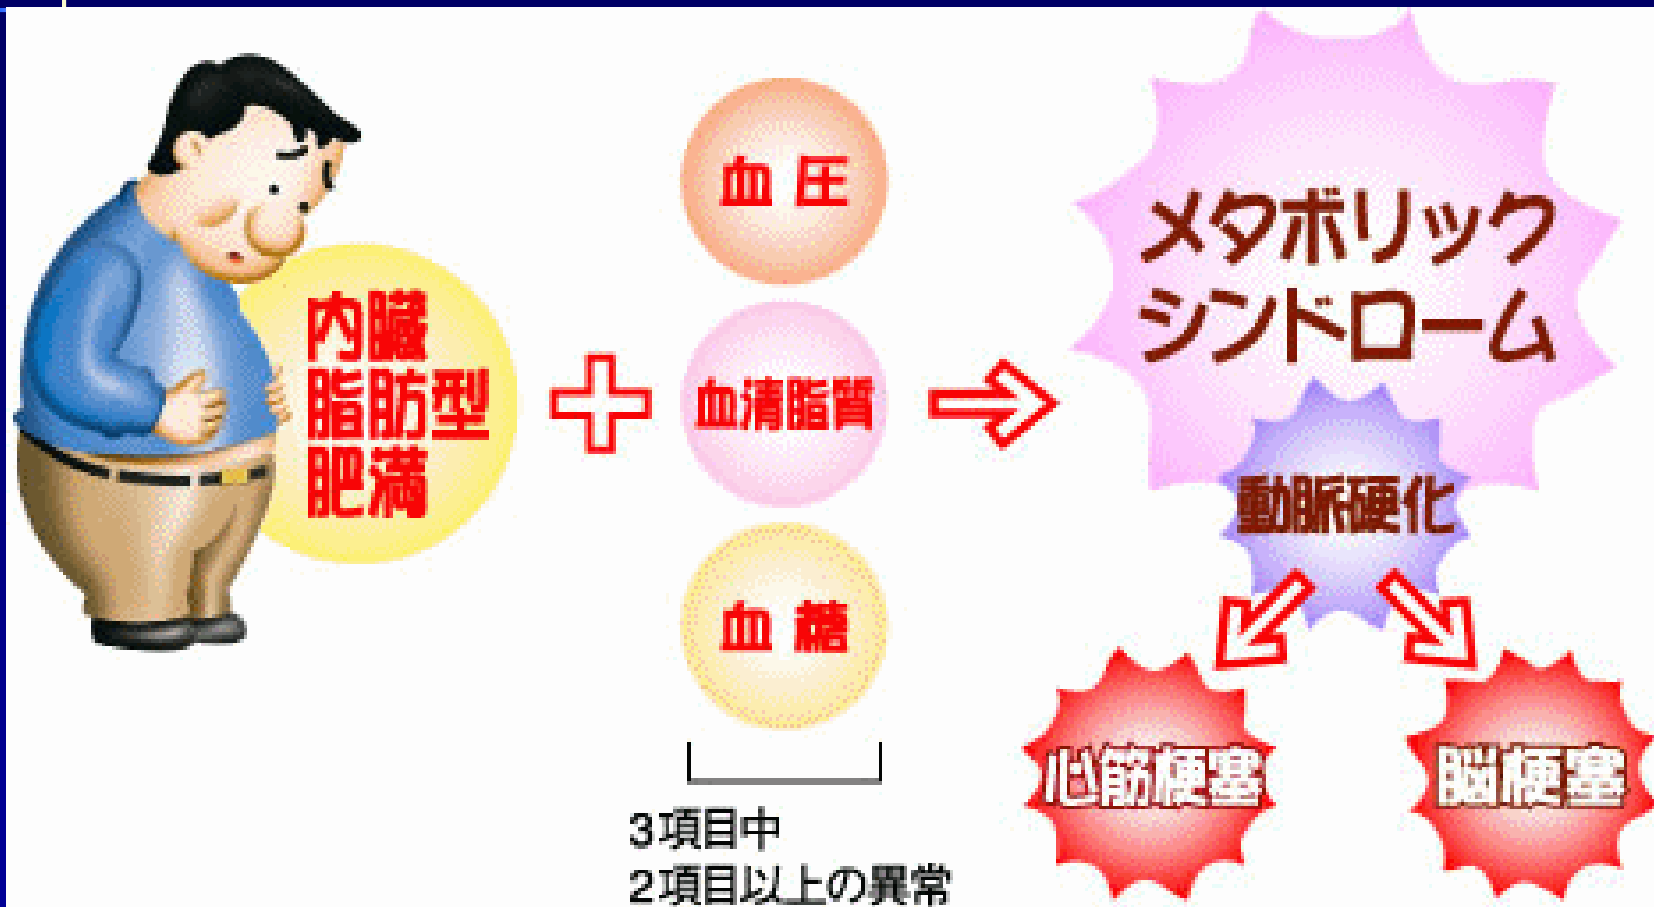 内臓
脂肪型
肥満
血圧
血清脂質
血糖
3項目中
2項目以上の異常
メタボリック
シンドローム
動脈硬化
心筋梗塞
脳梗塞